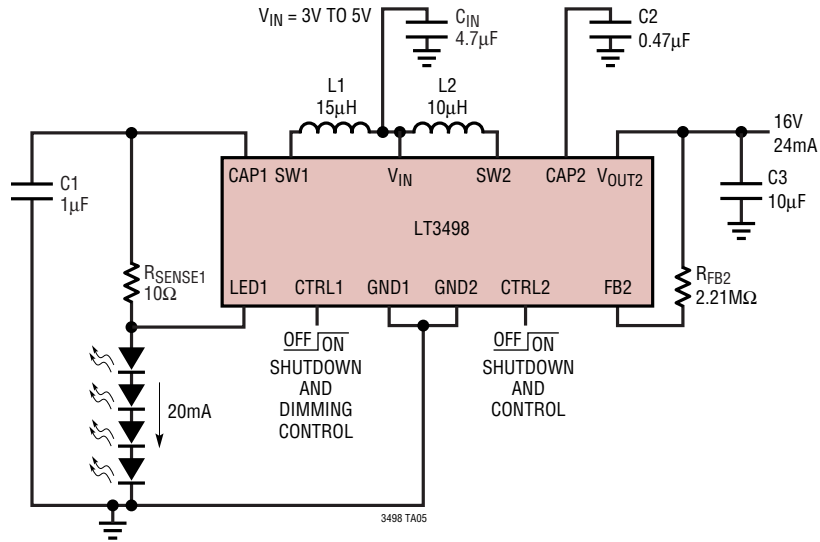 V_IN = 3V TO 5V
C_IN
4.7µF
C2
0.47µF
L1
15µH
L2
10µH
16V
24mA
C1
1µF
CAP1 SW1 V_IN SW2 CAP2 V_OUT2
C3
10µF
LT3498
R_SENSE1
10Ω
LED1 CTRL1 GND1 GND2 CTRL2 FB2
R_FB2
2.21MΩ
OFF ON
SHUTDOWN
AND
DIMMING
CONTROL
OFF ON
SHUTDOWN
AND
CONTROL
20mA
3498 TA05